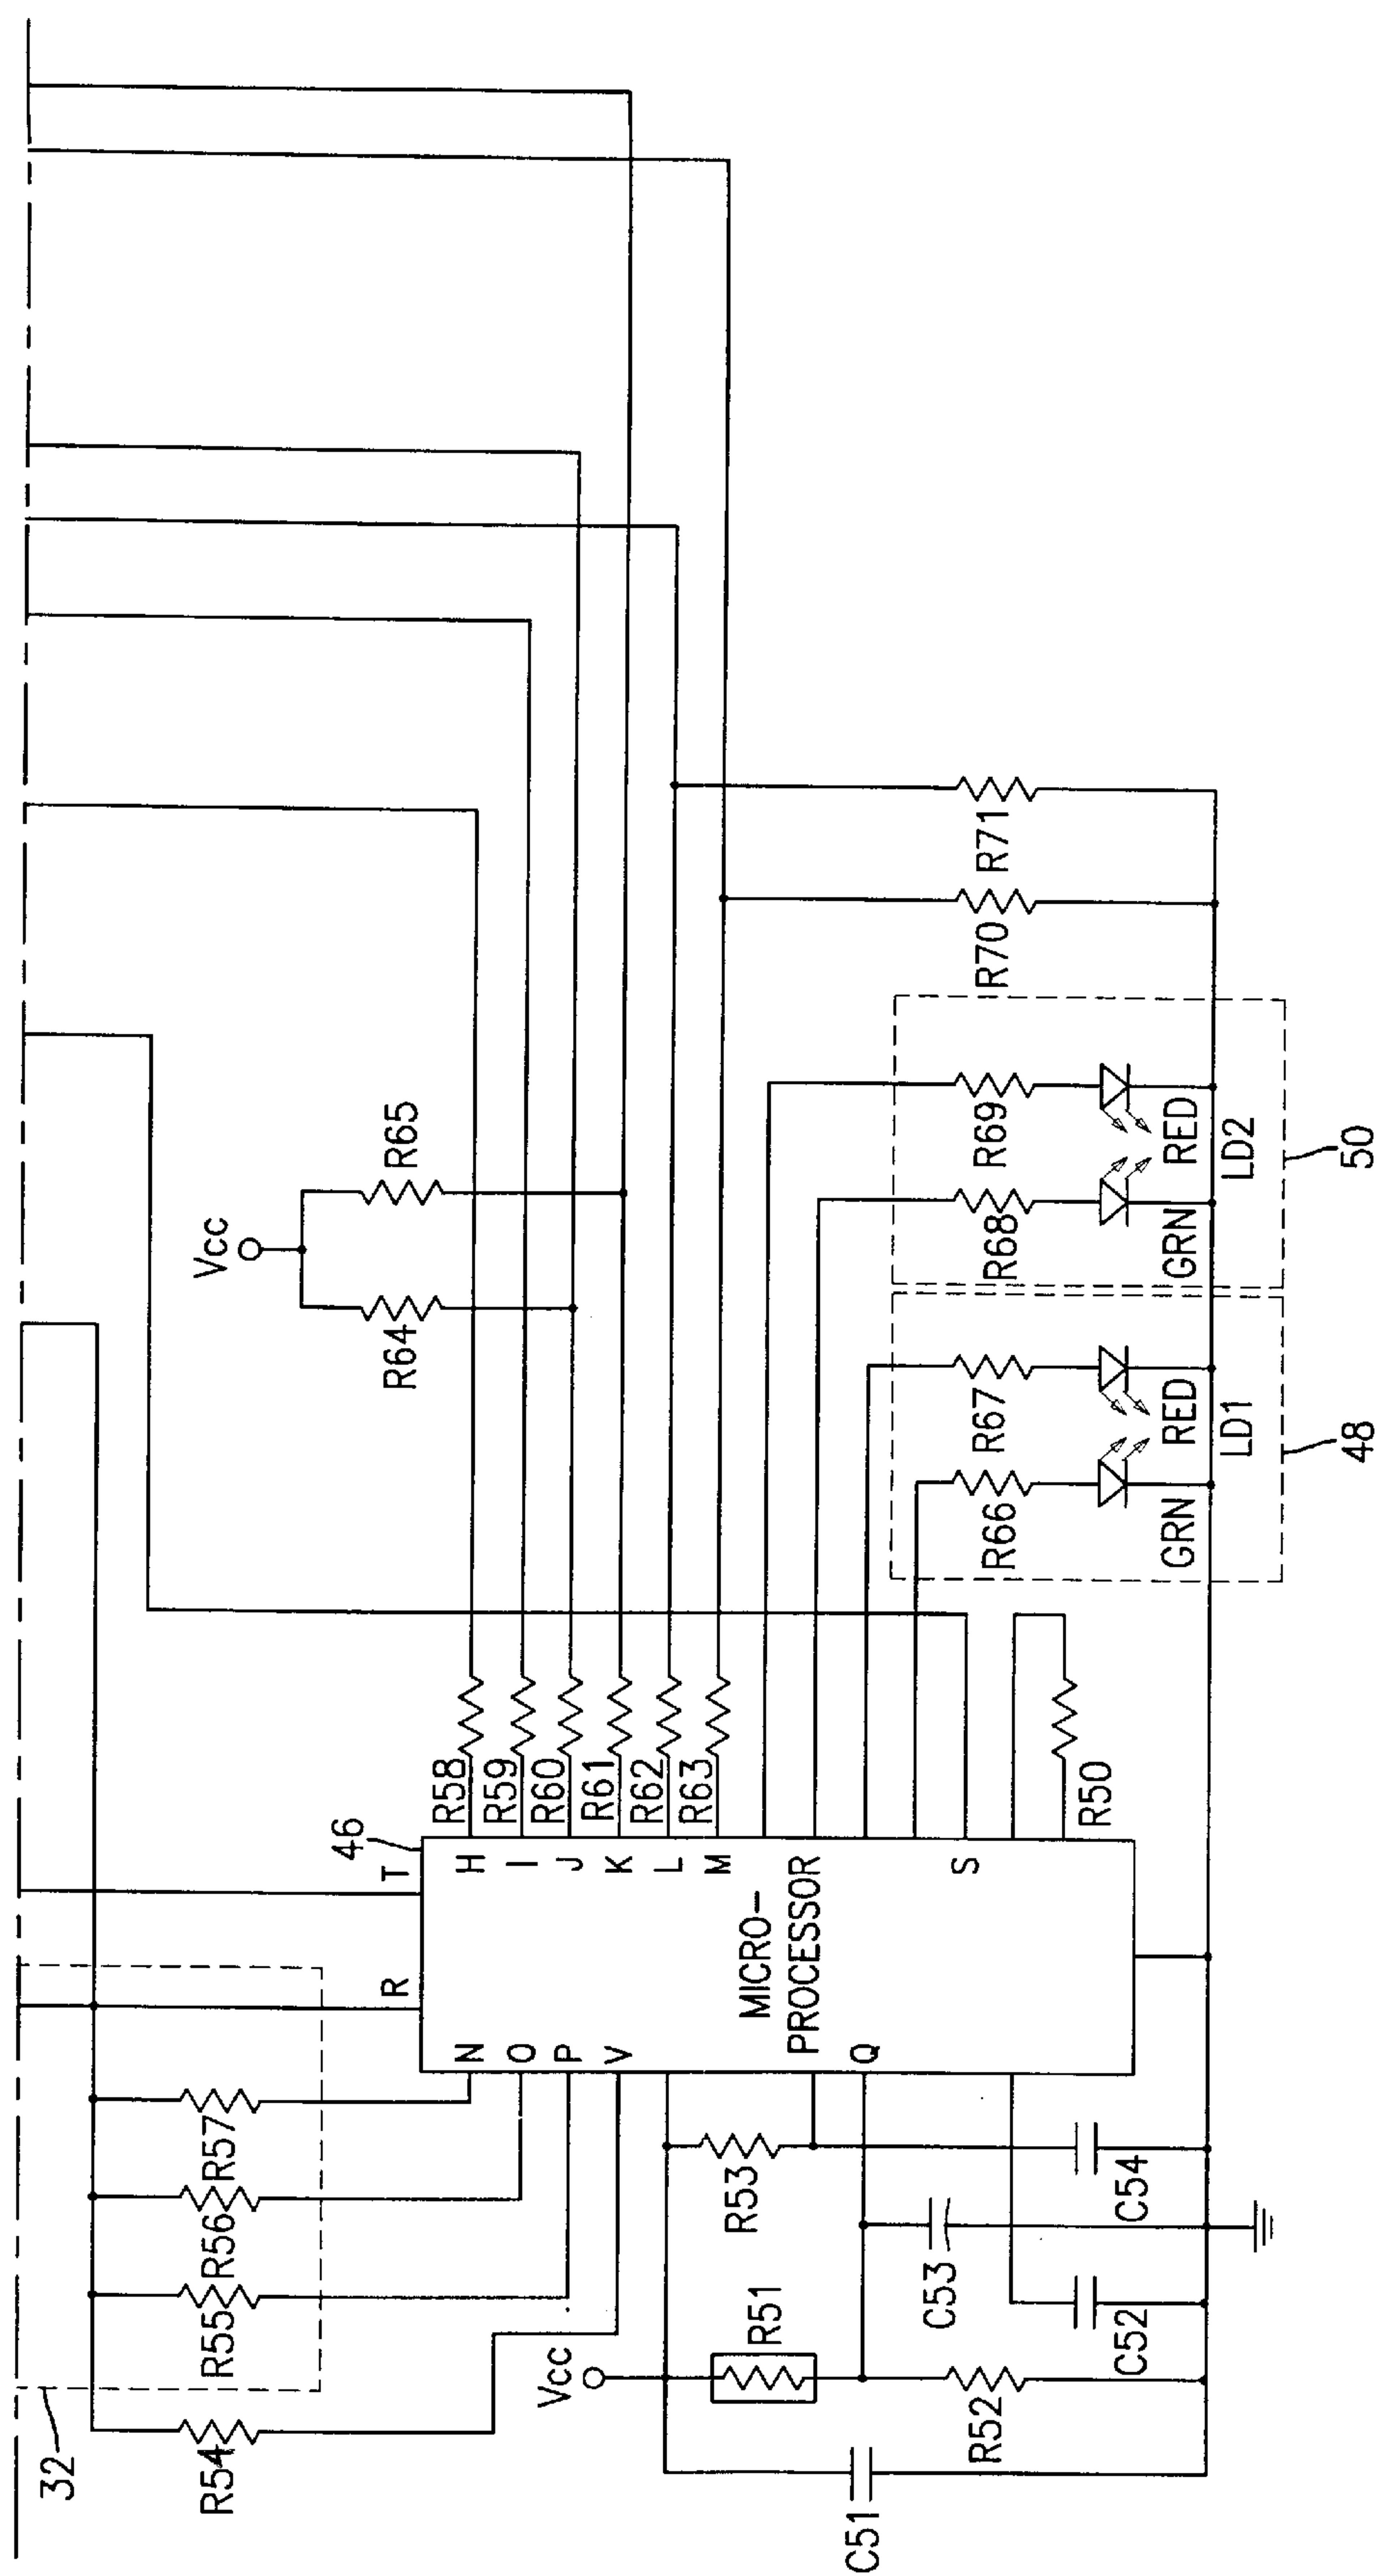 32
R54
R55
R56
R57
Vcc
R64
R65
46
T
R
N
O
P
V
Q
H
I
J
K
L
M
S
MICRO-
PROCESSOR
R58
R59
R60
R61
R62
R63
R50
Vcc
R51
R52
R53
C51
C52
C53
C54
R66
R67
GRN
RED
LD1
48
R68
R69
GRN
RED
LD2
50
R70
R71